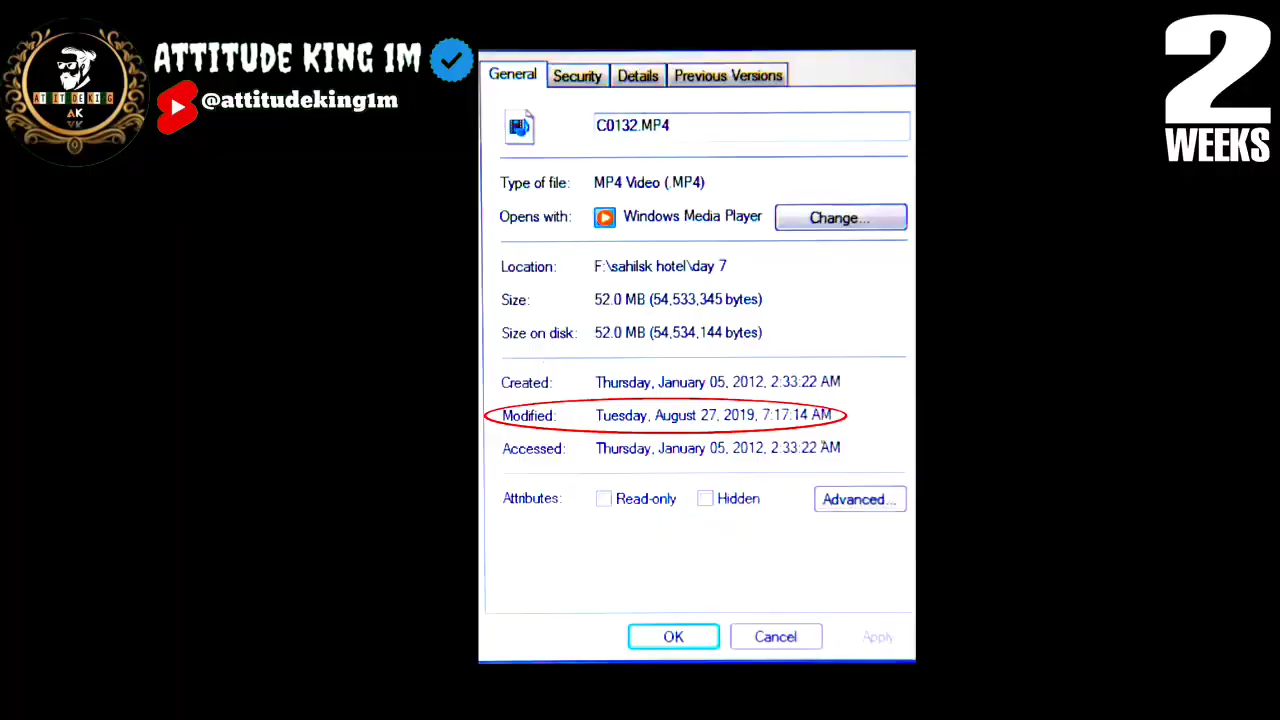 ATTITUDE KING 1M
@attitudeking1m
ATTITUDE KING
AK
2
WEEKS
General Security Details Previous Versions
C0132.MP4
Type of file: MP4 Video (.MP4)
Opens with: Windows Media Player Change...
Location: F:\sahilsk hotel\day 7
Size: 52.0 MB (54,533,345 bytes)
Size on disk: 52.0 MB (54,534,144 bytes)
Created: Thursday, January 05, 2012, 2:33:22 AM
Modified: Tuesday, August 27, 2019, 7:17:14 AM
Accessed: Thursday, January 05, 2012, 2:33:22 AM
Attributes: Read-only Hidden Advanced...
OK Cancel Apply